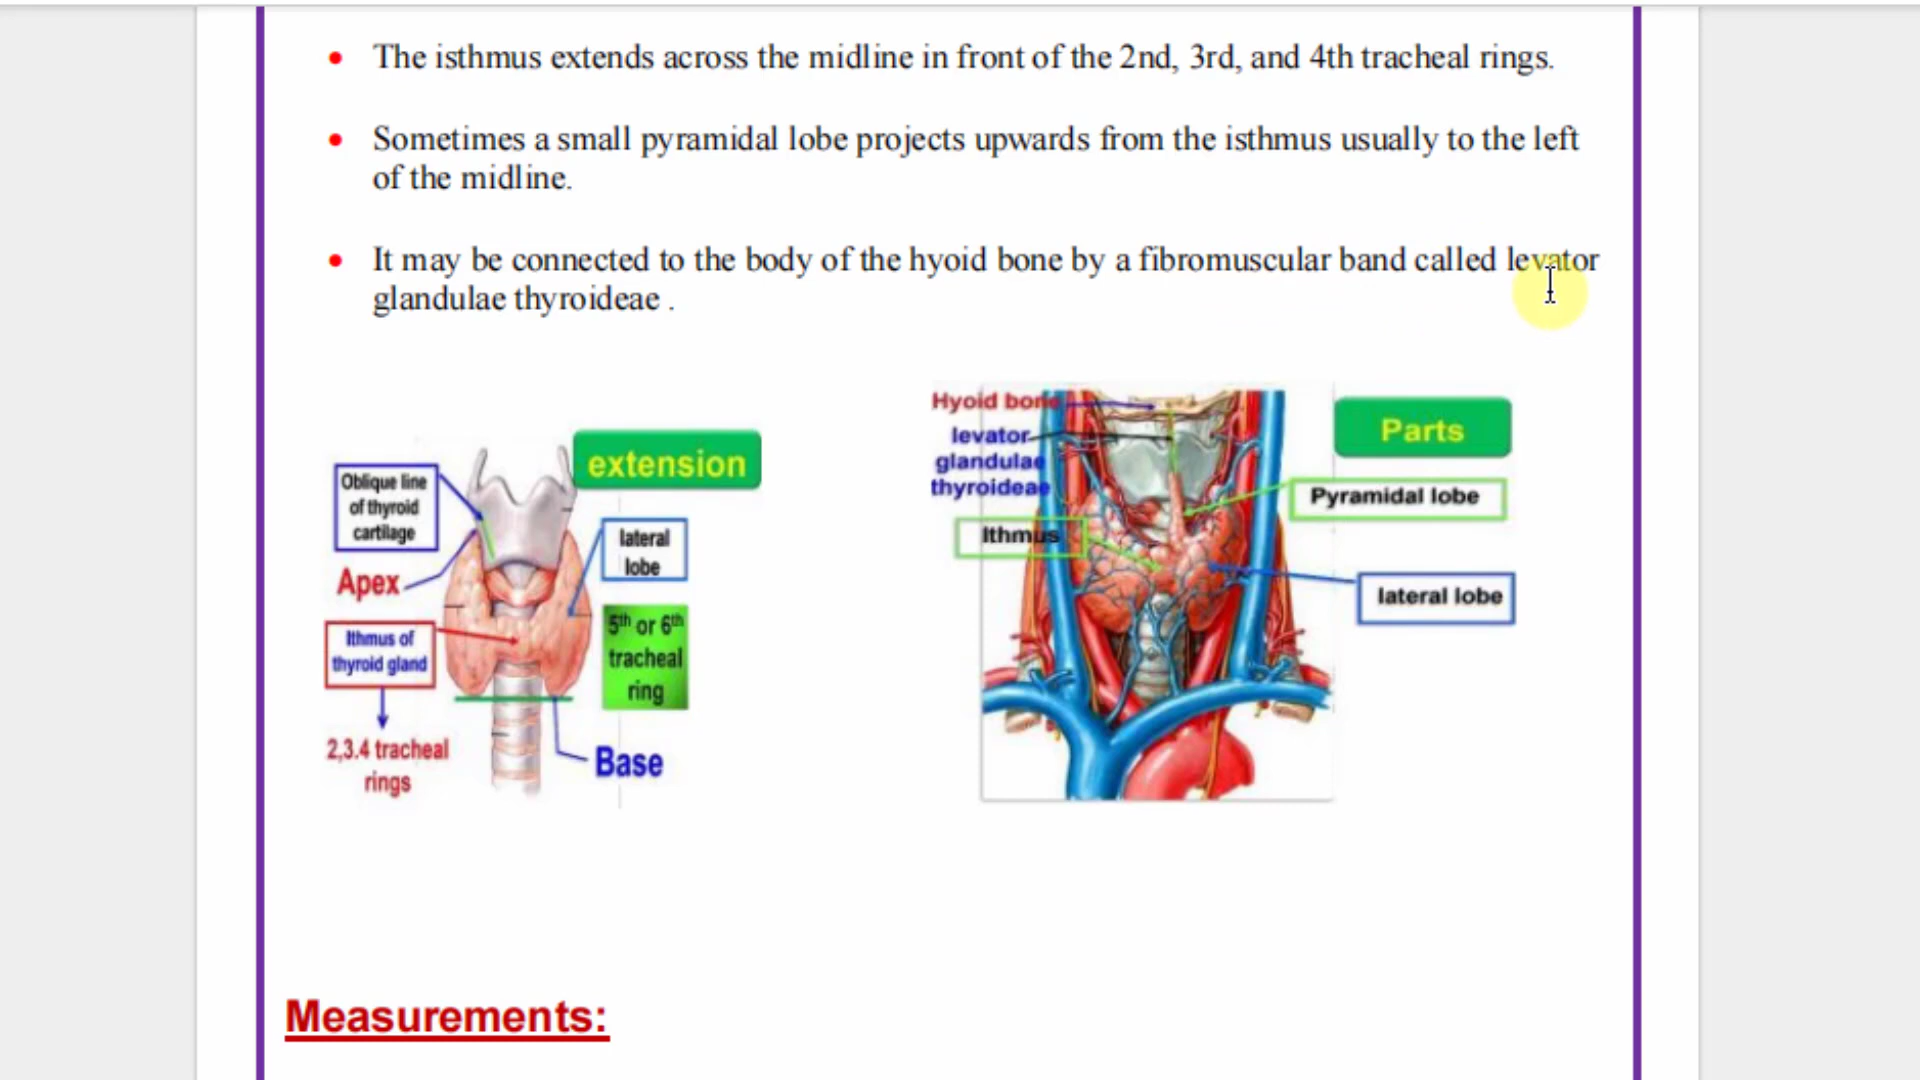 The isthmus extends across the midline in front of the 2nd, 3rd, and 4th tracheal rings.
Sometimes a small pyramidal lobe projects upwards from the isthmus usually to the left
of the midline.
It may be connected to the body of the hyoid bone by a fibromuscular band called levator
glandulae thyroideae .
extension
Oblique line
of thyroid
cartilage
Apex
lateral
lobe
Ithmus of
thyroid gland
5th or 6th
tracheal
ring
2,3.4 tracheal
rings
Base
Hyoid bone
levator
glandulae
thyroideae
Ithmus
Parts
Pyramidal lobe
lateral lobe
Measurements: